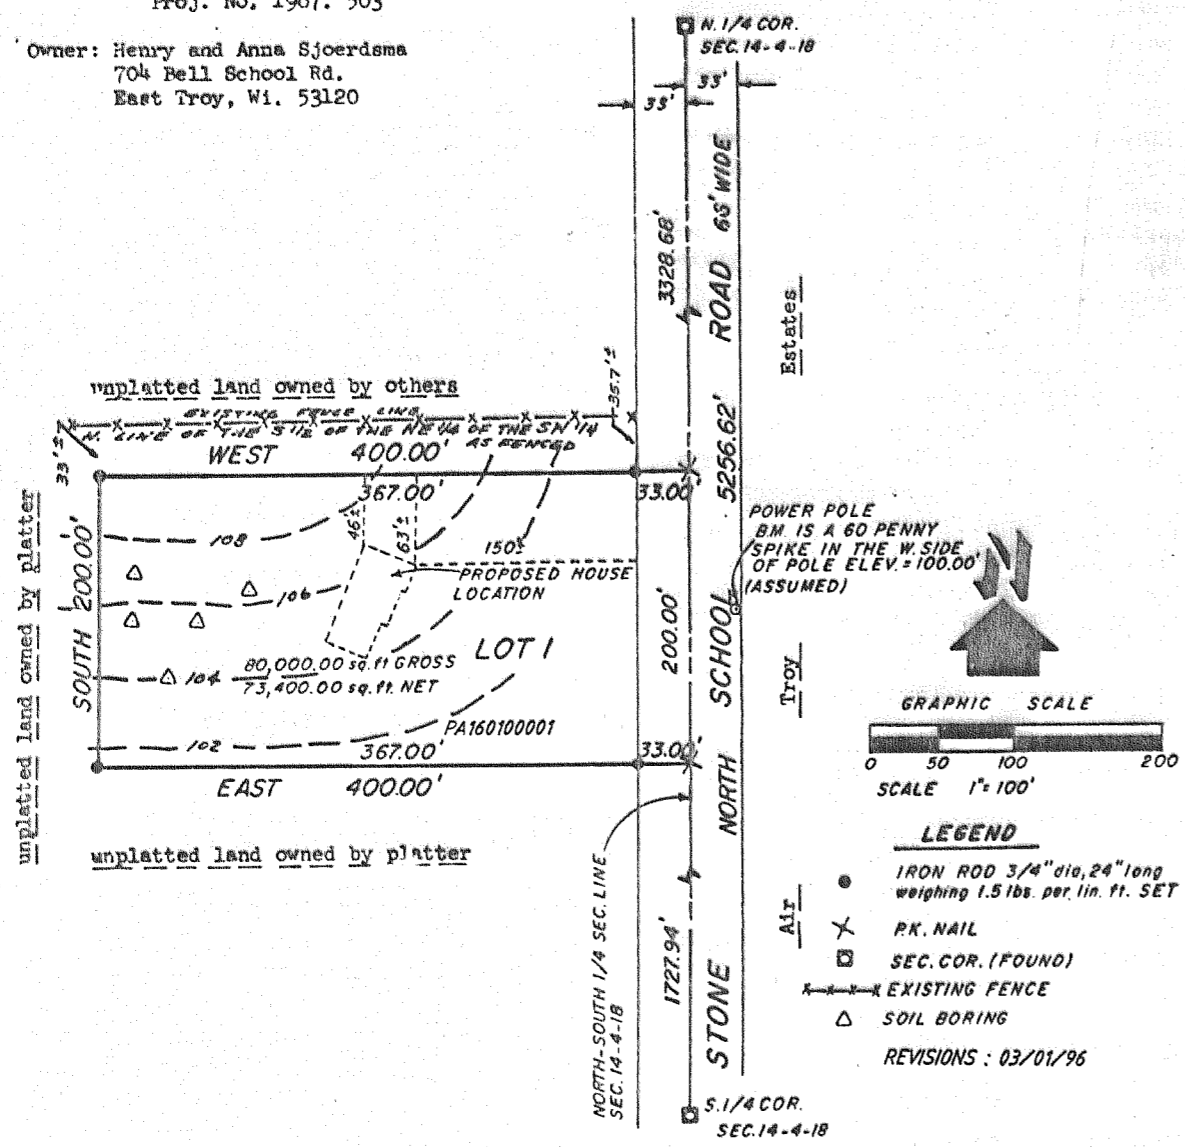 Proj. No. 1967. 503
Owner: Henry and Anna Sjoerdsma
704 Bell School Rd.
East Troy, Wi. 53120
N. 1/4 COR.
SEC. 14-4-18
33'
33'
3328.68'
ROAD 66' WIDE
Estates
unplatted land owned by others
EXISTING FENCE LINE
N. LINE OF THE S 1/2 OF THE NE 1/4 OF THE SW 1/4
AS FENCED
35.7'±
33'±
WEST 400.00'
367.00'
33.00'
5256.62'
POWER POLE
B.M. IS A 60 PENNY
SPIKE IN THE W. SIDE
OF POLE ELEV. = 100.00'
(ASSUMED)
108
46'±
63'±
150'±
PROPOSED HOUSE
LOCATION
106
SOUTH 200.00'
unplatted land owned by platter
LOT 1
80,000.00 sq. ft GROSS
73,400.00 sq. ft. NET
104
200.00'
SCHOOL
Troy
PA160100001
102
367.00'
33.00'
EAST 400.00'
NORTH
GRAPHIC SCALE
0 50 100 200
SCALE 1"= 100'
unplatted land owned by platter
NORTH-SOUTH 1/4 SEC. LINE
SEC. 14-4-18
1727.94'
STONE
Air
LEGEND
IRON ROD 3/4" dia, 24" long
weighing 1.5 lbs. per lin. ft. SET
P.K. NAIL
SEC. COR. (FOUND)
EXISTING FENCE
SOIL BORING
REVISIONS : 03/01/96
S. 1/4 COR.
SEC. 14-4-18